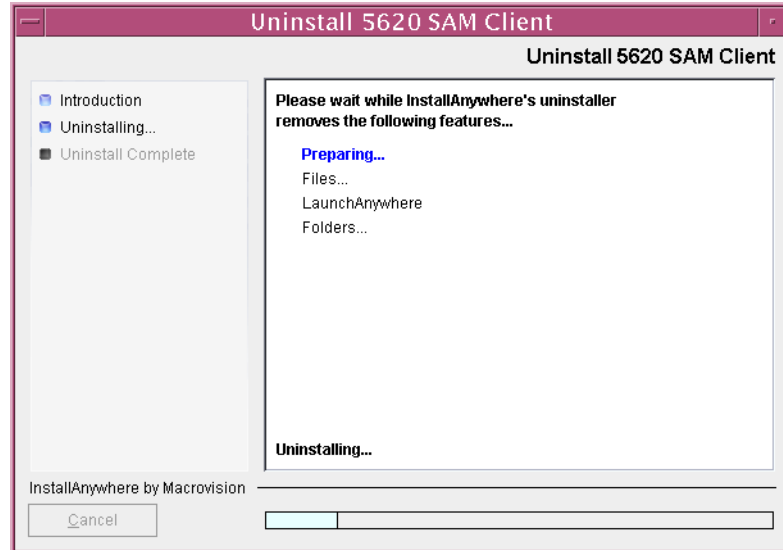 Uninstall 5620 SAM Client
Uninstall 5620 SAM Client
Introduction
Uninstalling...
Uninstall Complete
Please wait while InstallAnywhere's uninstaller
removes the following features...
Preparing...
Files...
LaunchAnywhere
Folders...
Uninstalling...
InstallAnywhere by Macrovision
Cancel